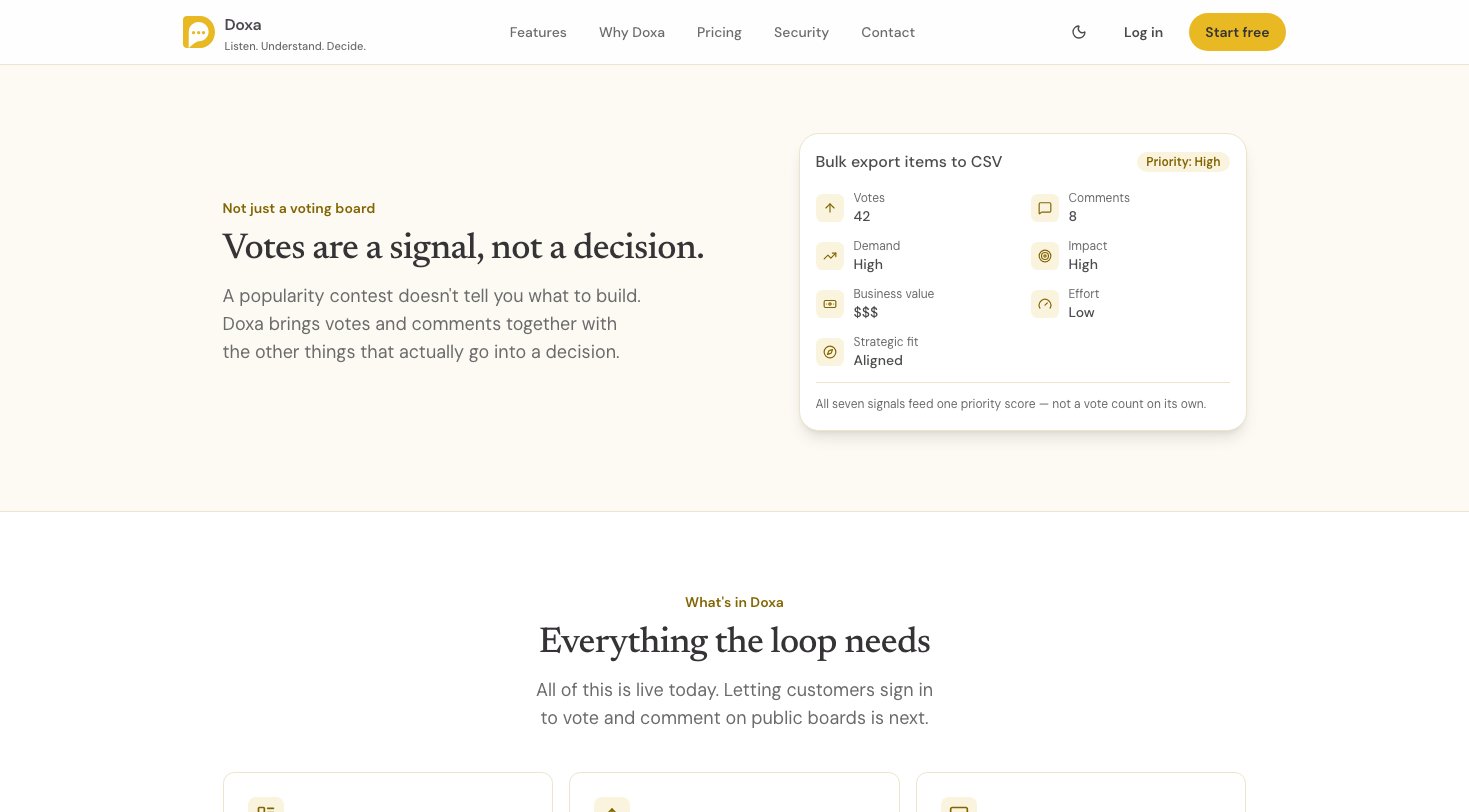 Doxa
Listen. Understand. Decide.
Features
Why Doxa
Pricing
Security
Contact
Log in
Start free
Not just a voting board
Votes are a signal, not a decision.
A popularity contest doesn't tell you what to build.
Doxa brings votes and comments together with
the other things that actually go into a decision.
Bulk export items to CSV
Priority: High
Votes
42
Comments
8
Demand
High
Impact
High
Business value
$$$
Effort
Low
Strategic fit
Aligned
All seven signals feed one priority score — not a vote count on its own.
What's in Doxa
Everything the loop needs
All of this is live today. Letting customers sign in
to vote and comment on public boards is next.